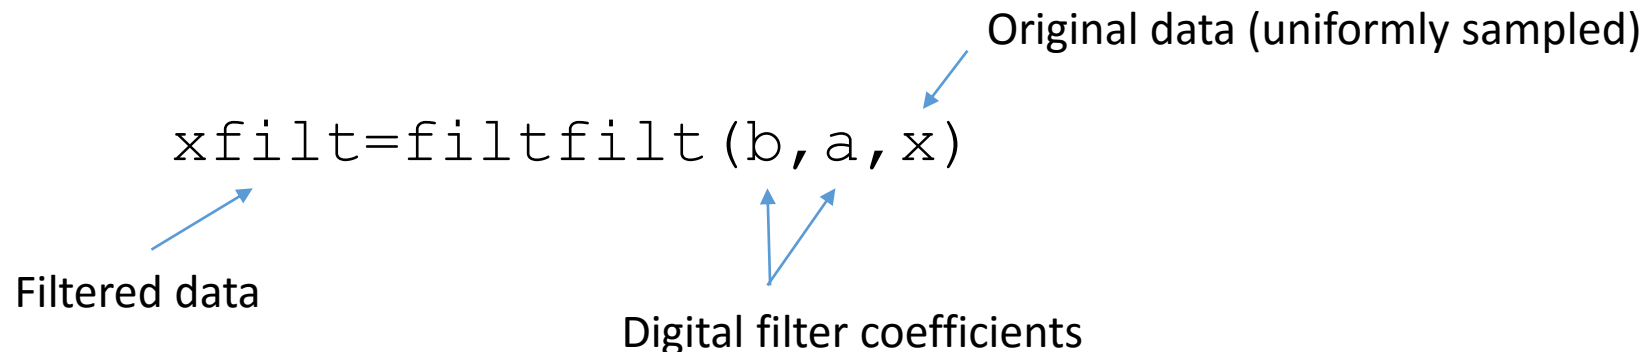 Original data (uniformly sampled)
xfilt=filtfilt(b,a,x)
Filtered data
Digital filter coefficients